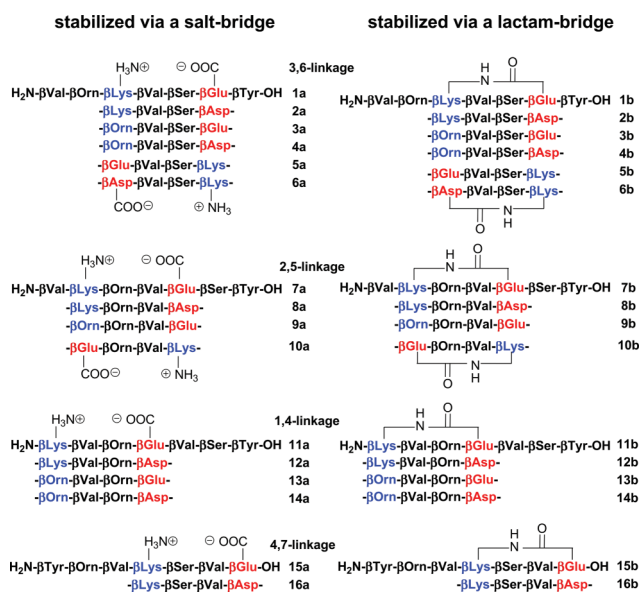 stabilized via a salt-bridge stabilized via a lactam-bridge
H₃N⊕ ⊖OOC 3,6-linkage H N O
H₂N-βVal-βOrn-βLys-βVal-βSer-βGlu-βTyr-OH 1a H₂N-βVal-βOrn-βLys-βVal-βSer-βGlu-βTyr-OH 1b
-βLys-βVal-βSer-βAsp- 2a -βLys-βVal-βSer-βAsp- 2b
-βOrn-βVal-βSer-βGlu- 3a -βOrn-βVal-βSer-βGlu- 3b
-βOrn-βVal-βSer-βAsp- 4a -βOrn-βVal-βSer-βAsp- 4b
-βGlu-βVal-βSer-βLys- 5a -βGlu-βVal-βSer-βLys- 5b
-βAsp-βVal-βSer-βLys- 6a -βAsp-βVal-βSer-βLys- 6b
COO⊖ ⊕NH₃ O N H
H₃N⊕ ⊖OOC 2,5-linkage H N O
H₂N-βVal-βLys-βOrn-βVal-βGlu-βSer-βTyr-OH 7a H₂N-βVal-βLys-βOrn-βVal-βGlu-βSer-βTyr-OH 7b
-βLys-βOrn-βVal-βAsp- 8a -βLys-βOrn-βVal-βAsp- 8b
-βOrn-βOrn-βVal-βGlu- 9a -βOrn-βOrn-βVal-βGlu- 9b
-βGlu-βOrn-βVal-βLys- 10a -βGlu-βOrn-βVal-βLys- 10b
COO⊖ ⊕NH₃ O N H
H₃N⊕ ⊖OOC 1,4-linkage H N O
H₂N-βLys-βVal-βOrn-βGlu-βVal-βSer-βTyr-OH 11a H₂N-βLys-βVal-βOrn-βGlu-βVal-βSer-βTyr-OH 11b
-βLys-βVal-βOrn-βAsp- 12a -βLys-βVal-βOrn-βAsp- 12b
-βOrn-βVal-βOrn-βGlu- 13a -βOrn-βVal-βOrn-βGlu- 13b
-βOrn-βVal-βOrn-βAsp- 14a -βOrn-βVal-βOrn-βAsp- 14b
4,7-linkage H₃N⊕ ⊖OOC H N O
H₂N-βTyr-βOrn-βVal-βLys-βSer-βVal-βGlu-OH 15a H₂N-βTyr-βOrn-βVal-βLys-βSer-βVal-βGlu-OH 15b
-βLys-βSer-βVal-βAsp- 16a -βLys-βSer-βVal-βAsp- 16b